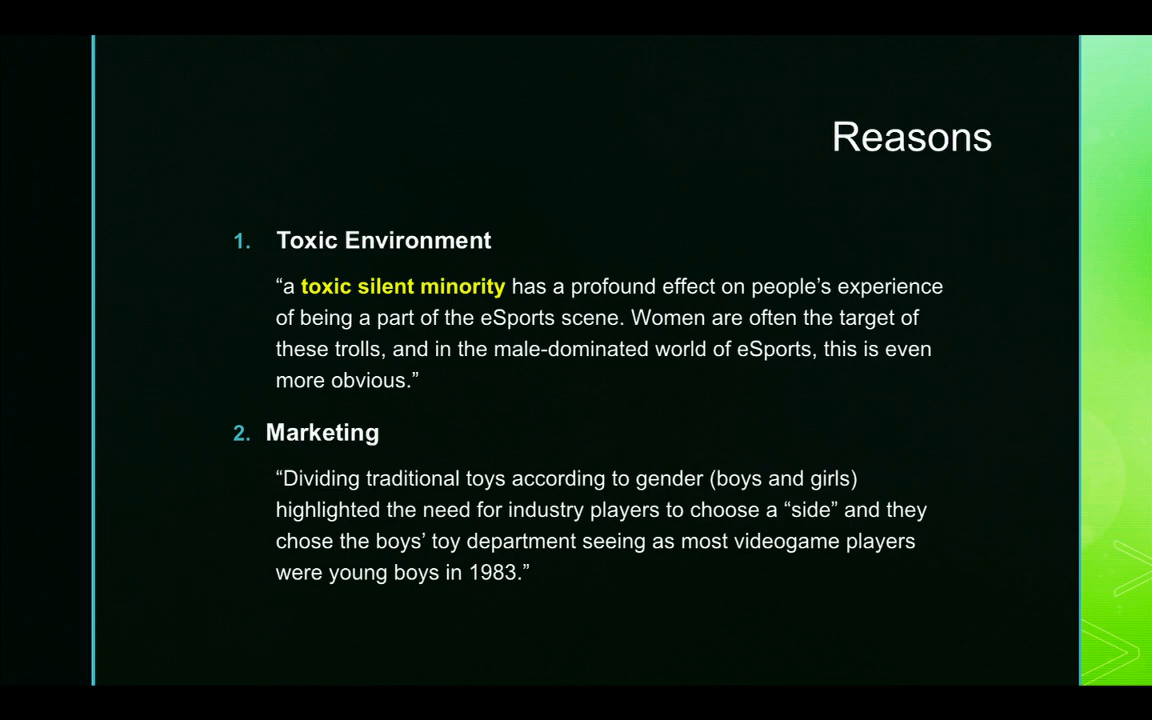 Reasons
1. Toxic Environment
“a toxic silent minority has a profound effect on people’s experience
of being a part of the eSports scene. Women are often the target of
these trolls, and in the male-dominated world of eSports, this is even
more obvious.”
2. Marketing
“Dividing traditional toys according to gender (boys and girls)
highlighted the need for industry players to choose a “side” and they
chose the boys’ toy department seeing as most videogame players
were young boys in 1983.”